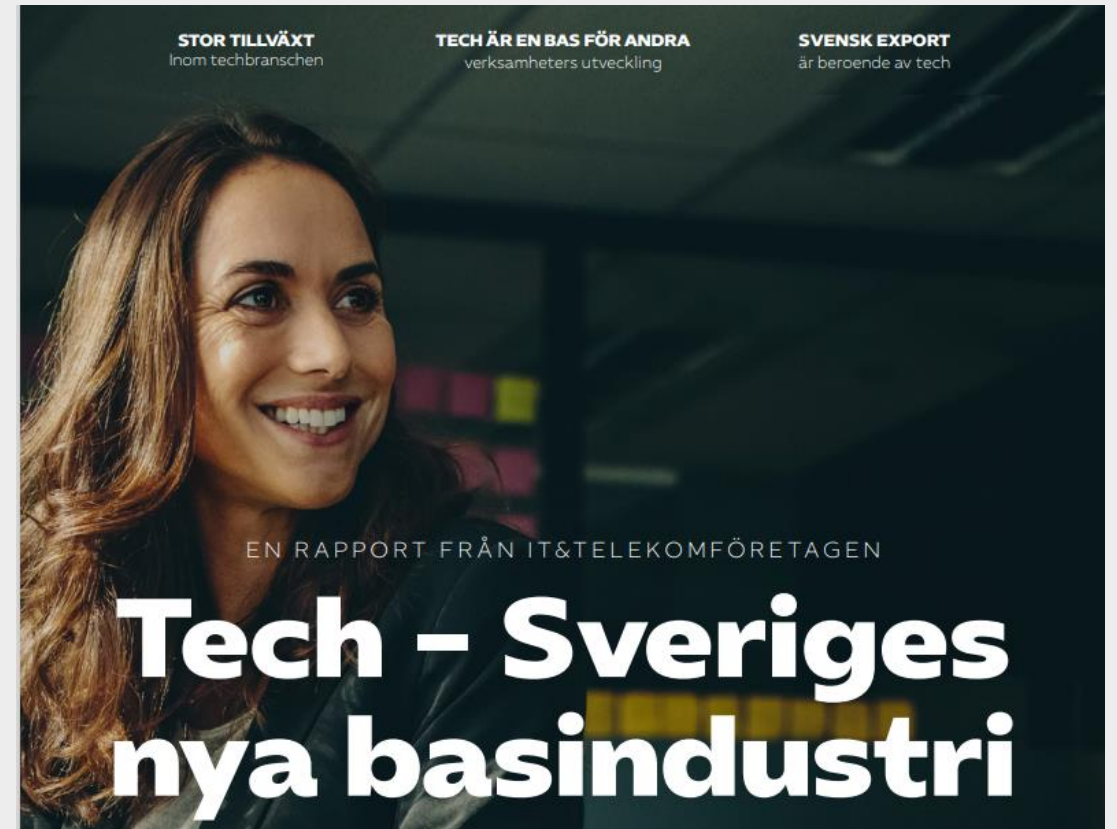 STOR TILLVÄXT
Inom techbranschen
TECH ÄR EN BAS FÖR ANDRA
verksamheters utveckling
SVENSK EXPORT
är beroende av tech
EN RAPPORT FRÅN IT&TELEKOMFÖRETAGEN
Tech – Sveriges
nya basindustri